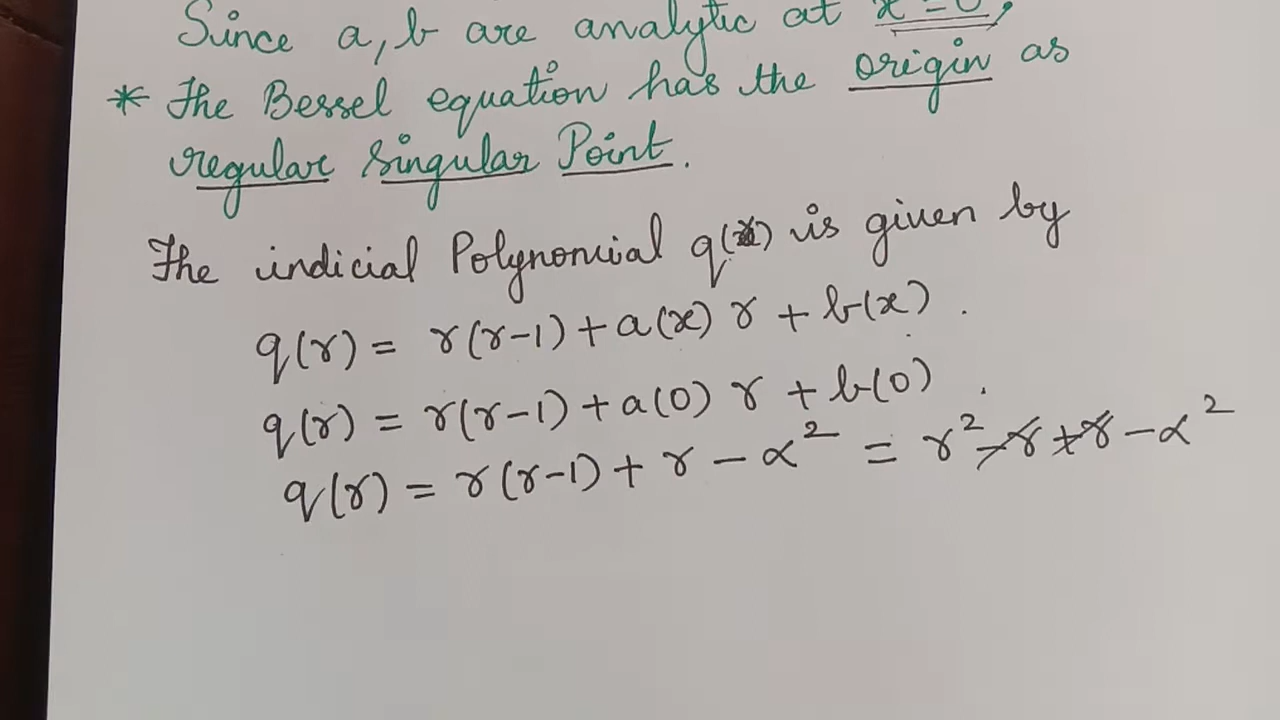 Since a, b are analytic at x = 0,
* The Bessel equation has the origin as
regular singular Point.
The indicial Polynomial q(r) is given by
q(r) = r(r-1) + a(x) r + b(x).
q(r) = r(r-1) + a(0) r + b(0).
q(r) = r(r-1) + r - α² = r² - r + r - α²